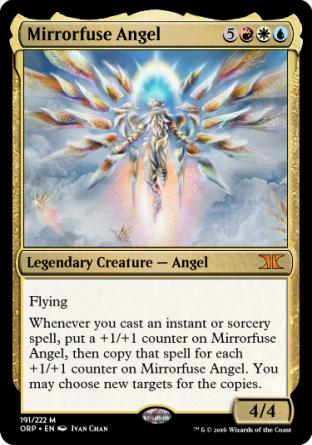 Mirrorfuse Angel 5
Legendary Creature — Angel
Flying
Whenever you cast an instant or sorcery
spell, put a +1/+1 counter on Mirrorfuse
Angel, then copy that spell for each
+1/+1 counter on Mirrorfuse Angel. You
may choose new targets for the copies.
4/4
191/222 M
ORP • EN Ivan Chan ™ & © 2016 Wizards of the Coast